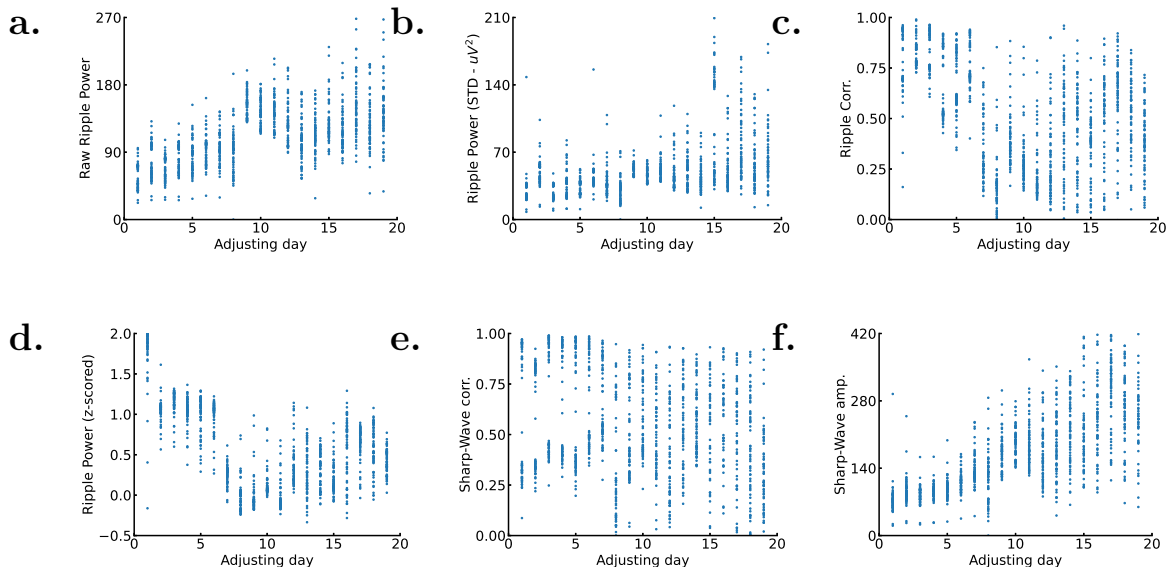 a.
270
180
90
0
Raw Ripple Power
0 5 10 15 20
Adjusting day
b.
210
140
70
0
Ripple Power (STD - uV²)
0 5 10 15 20
Adjusting day
c.
1.00
0.75
0.50
0.25
0.00
Ripple Corr.
0 5 10 15 20
Adjusting day
d.
2.0
1.5
1.0
0.5
0.0
−0.5
Ripple Power (z-scored)
0 5 10 15 20
Adjusting day
e.
1.00
0.75
0.50
0.25
0.00
Sharp-Wave corr.
0 5 10 15 20
Adjusting day
f.
420
280
140
0
Sharp-Wave amp.
0 5 10 15 20
Adjusting day